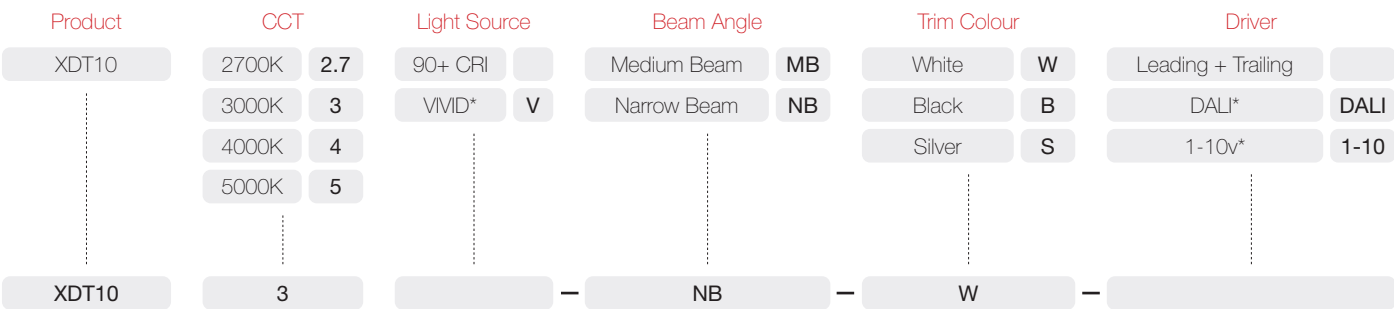 Product CCT Light Source Beam Angle Trim Colour Driver
XDT10 2700K 2.7 90+ CRI Medium Beam MB White W Leading + Trailing
3000K 3 VIVID* V Narrow Beam NB Black B DALI* DALI
4000K 4 Silver S 1-10v* 1-10
5000K 5
XDT10 3 – NB – W –